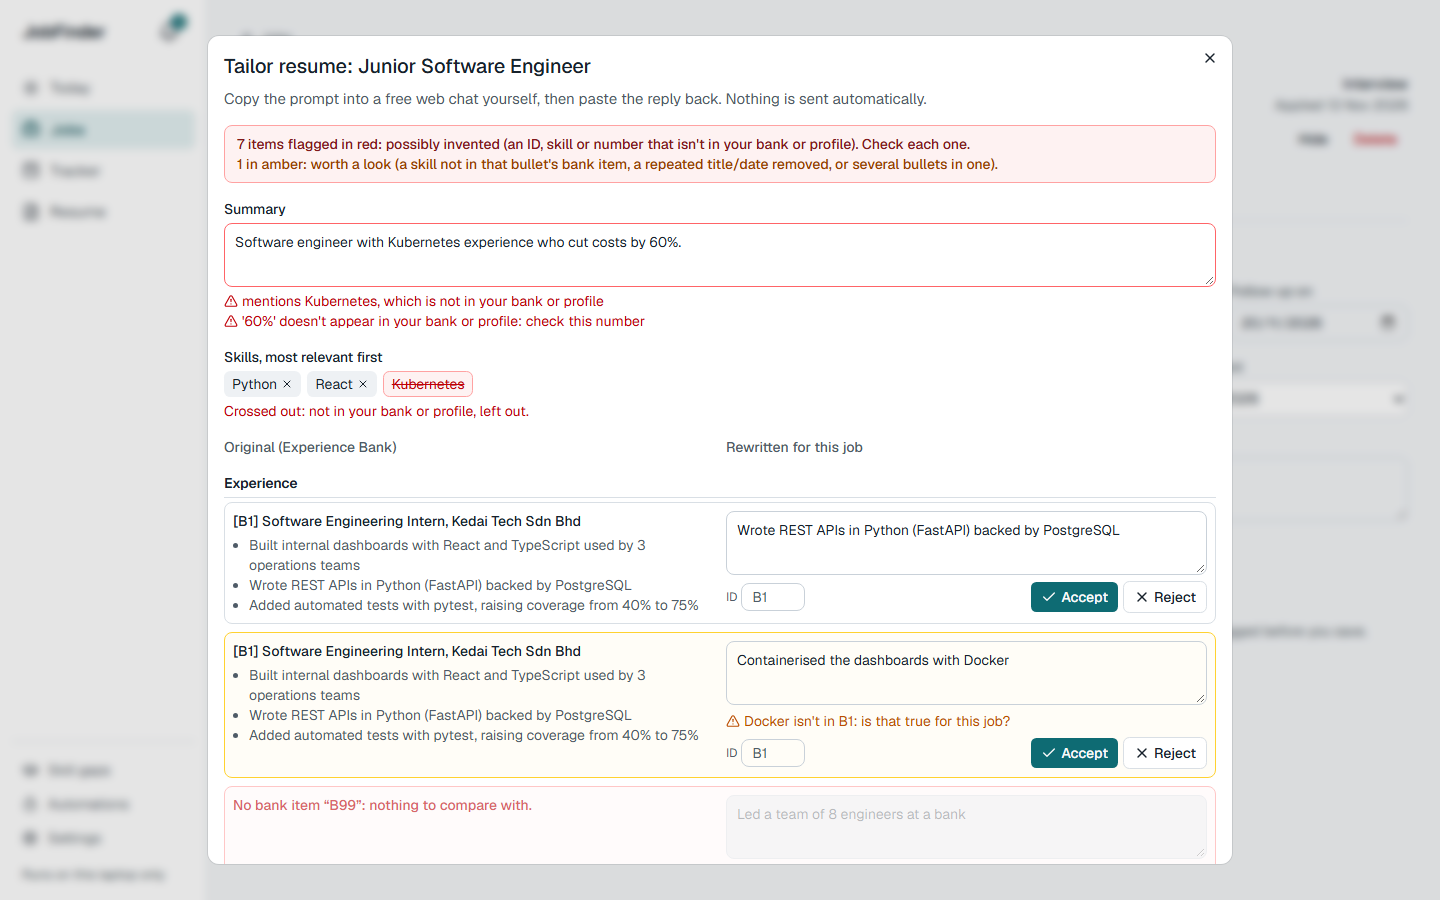 JobFinder
Today
Jobs
Tracker
Resume
Settings
Tailor resume: Junior Software Engineer
Copy the prompt into a free web chat yourself, then paste the reply back. Nothing is sent automatically.
7 items flagged in red: possibly invented (an ID, skill or number that isn't in your bank or profile). Check each one.
1 in amber: worth a look (a skill not in that bullet's bank item, a repeated title/date removed, or several bullets in one).
Summary
Software engineer with Kubernetes experience who cut costs by 60%.
mentions Kubernetes, which is not in your bank or profile
'60%' doesn't appear in your bank or profile: check this number
Skills, most relevant first
Python × React × Kubernetes
Crossed out: not in your bank or profile, left out.
Original (Experience Bank)
Rewritten for this job
Experience
[B1] Software Engineering Intern, Kedai Tech Sdn Bhd
• Built internal dashboards with React and TypeScript used by 3
operations teams
• Wrote REST APIs in Python (FastAPI) backed by PostgreSQL
• Added automated tests with pytest, raising coverage from 40% to 75%
Wrote REST APIs in Python (FastAPI) backed by PostgreSQL
ID B1
Accept
Reject
[B1] Software Engineering Intern, Kedai Tech Sdn Bhd
• Built internal dashboards with React and TypeScript used by 3
operations teams
• Wrote REST APIs in Python (FastAPI) backed by PostgreSQL
• Added automated tests with pytest, raising coverage from 40% to 75%
Containerised the dashboards with Docker
Docker isn't in B1: is that true for this job?
ID B1
Accept
Reject
No bank item “B99”: nothing to compare with.
Led a team of 8 engineers at a bank
Delete